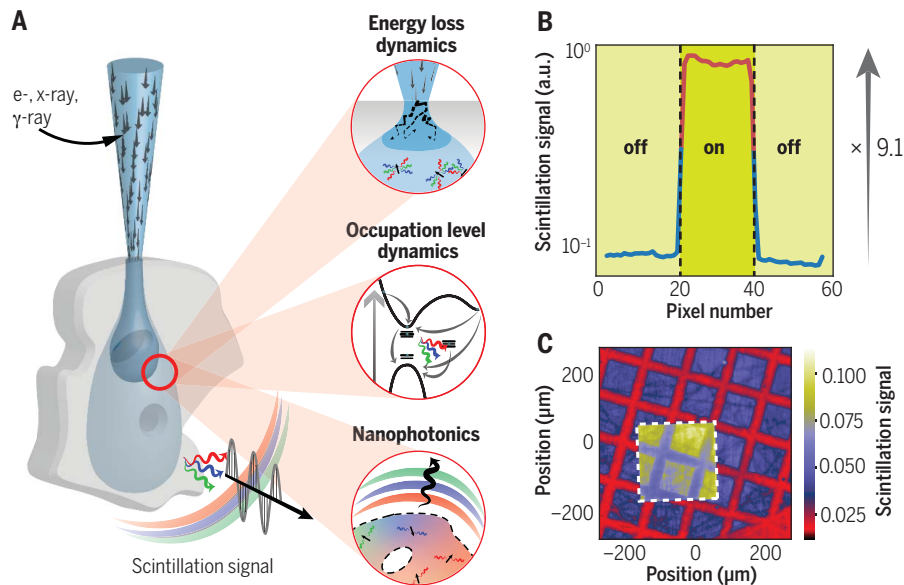 A
e-, x-ray,
γ-ray
Energy loss
dynamics
Occupation level
dynamics
Nanophotonics
Scintillation signal
B
Scintillation signal (a.u.)
10⁰
10⁻¹
off
on
off
× 9.1
0
20
40
60
Pixel number
C
Position (µm)
200
0
−200
−200
0
200
Position (µm)
0.100
0.075
0.050
0.025
Scintillation signal